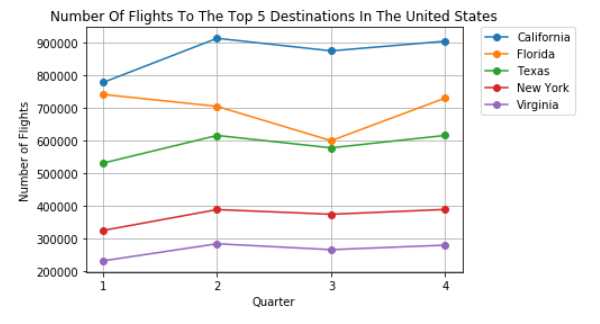 Number Of Flights To The Top 5 Destinations In The United States
California
Florida
Texas
New York
Virginia
900000
800000
700000
600000
500000
400000
300000
200000
Number of Flights
1 2 3 4
Quarter